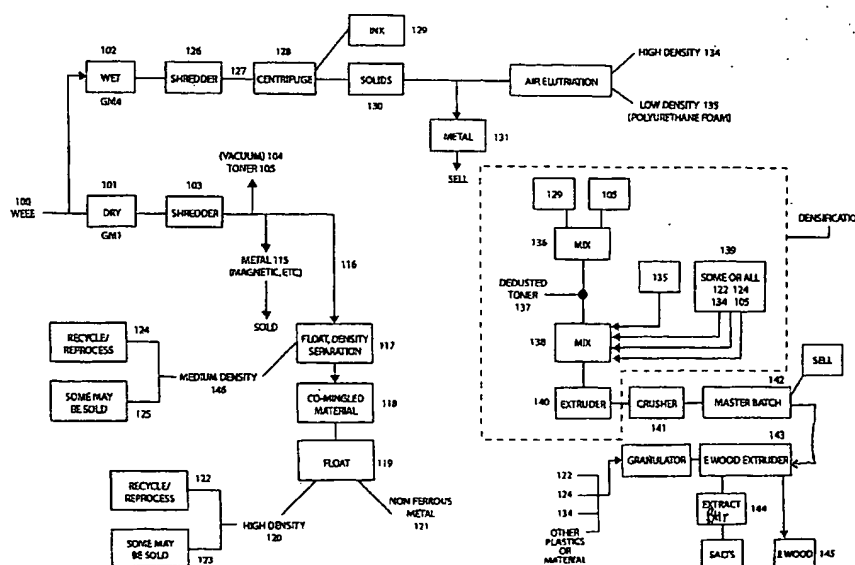 102
WET
GM4
126
SHREDDER
127
128
CENTRIFUGE
INK
129
SOLIDS
130
METAL
131
SELL
AIR ELUTRIATION
HIGH DENSITY 134
LOW DENSITY 135
(POLYURETHANE FOAM)
100
WEEE
101
DRY
GM1
103
SHREDDER
(VACUUM) 104
TONER 105
METAL 115
(MAGNETIC, ETC)
SOLD
116
FLOAT, DENSITY
SEPARATION
117
MEDIUM DENSITY
146
RECYCLE/
REPROCESS
124
SOME MAY
BE SOLD
125
CO-MINGLED
MATERIAL
118
FLOAT
119
NON FERROUS
METAL
121
HIGH DENSITY
120
RECYCLE/
REPROCESS
122
SOME MAY
BE SOLD
123
DENSIFICATIO
129
105
136
MIX
DEDUSTED
TONER
137
135
139
SOME OR ALL
122 124
134 105
138
MIX
140
EXTRUDER
CRUSHER
141
142
MASTER BATCH
SELL
143
E WOOD EXTRUDER
GRANULATOR
122
124
134
OTHER
PLASTICS
OR
MATERIAL
EXTRACT
144
SALTS
E WOOD
145